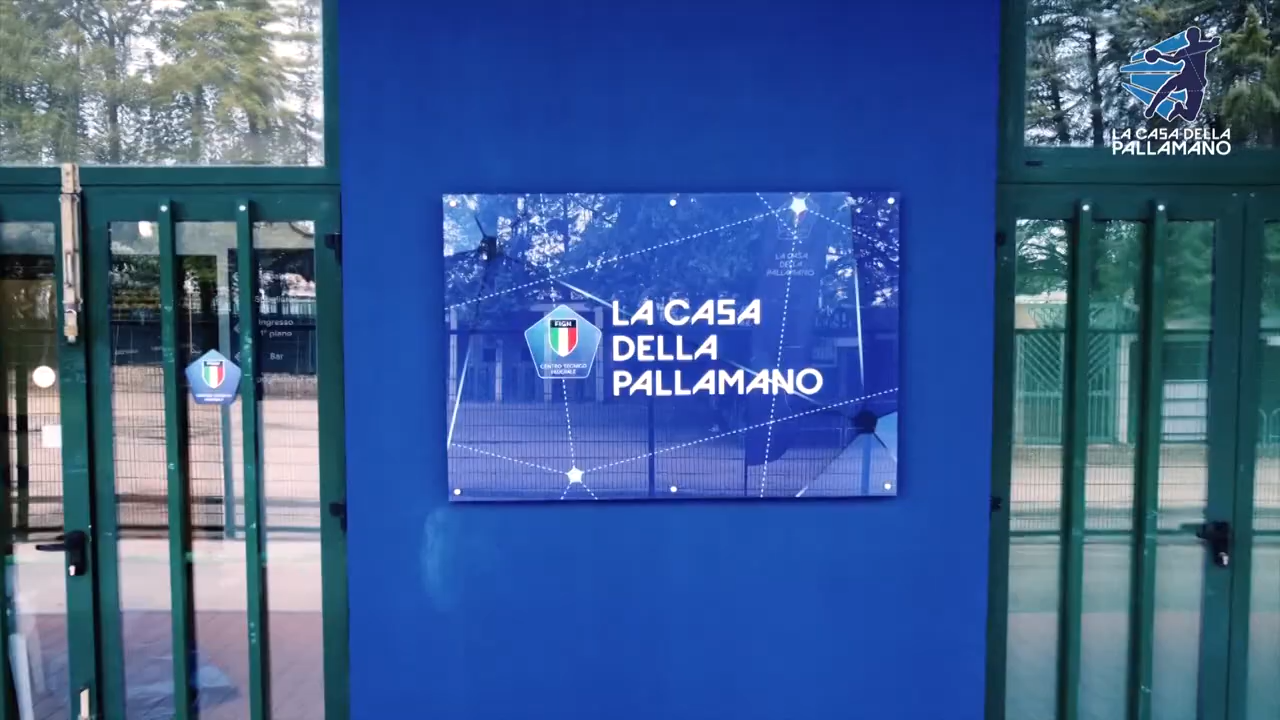 LA CASA DELLA
PALLAMANO
LA CASA
DELLA
PALLAMANO
FIGH
CENTRO TECNICO
FEDERALE
LA CASA
DELLA
PALLAMANO
Ingresso
1° piano
Bar